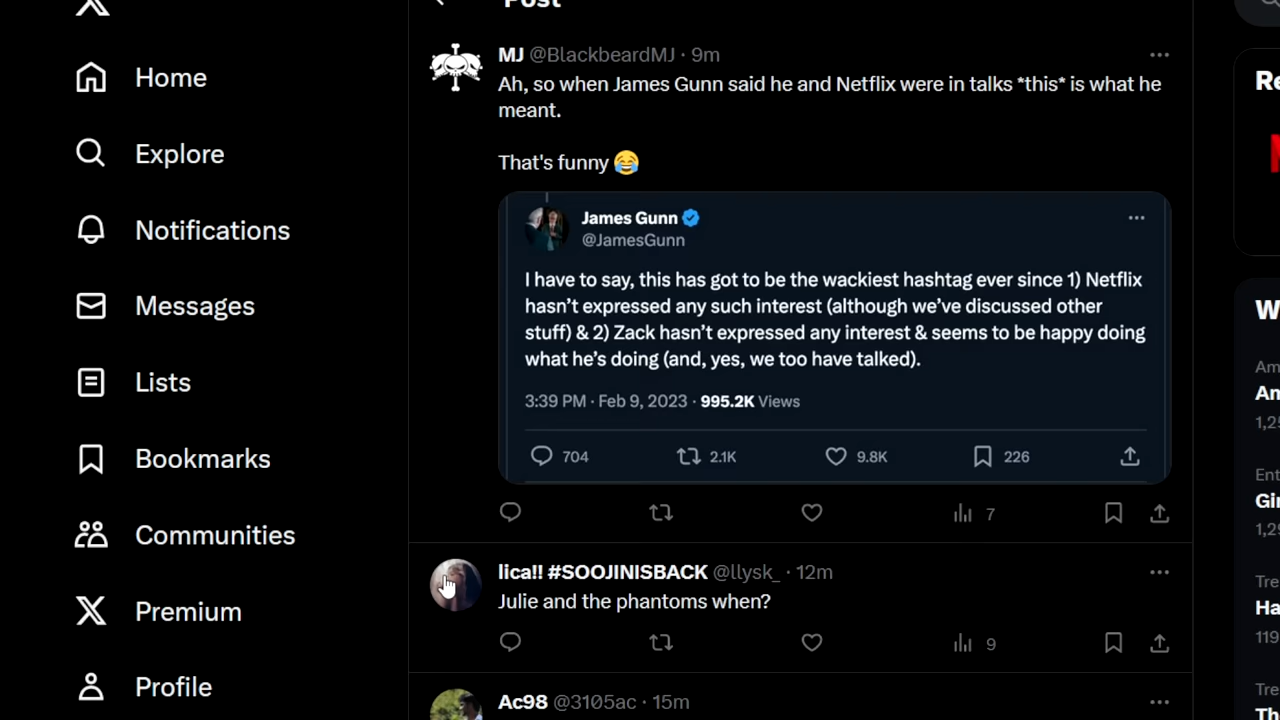 Post
Home
Explore
Notifications
Messages
Lists
Bookmarks
Communities
Premium
Profile
MJ @BlackbeardMJ · 9m
Ah, so when James Gunn said he and Netflix were in talks *this* is what he
meant.
That's funny 😂
James Gunn
@JamesGunn
I have to say, this has got to be the wackiest hashtag ever since 1) Netflix
hasn't expressed any such interest (although we've discussed other
stuff) & 2) Zack hasn't expressed any interest & seems to be happy doing
what he's doing (and, yes, we too have talked).
3:39 PM · Feb 9, 2023 · 995.2K Views
704 2.1K 9.8K 226
7
lica!! #SOOJINISBACK @llysk_ · 12m
Julie and the phantoms when?
9
Ac98 @3105ac · 15m